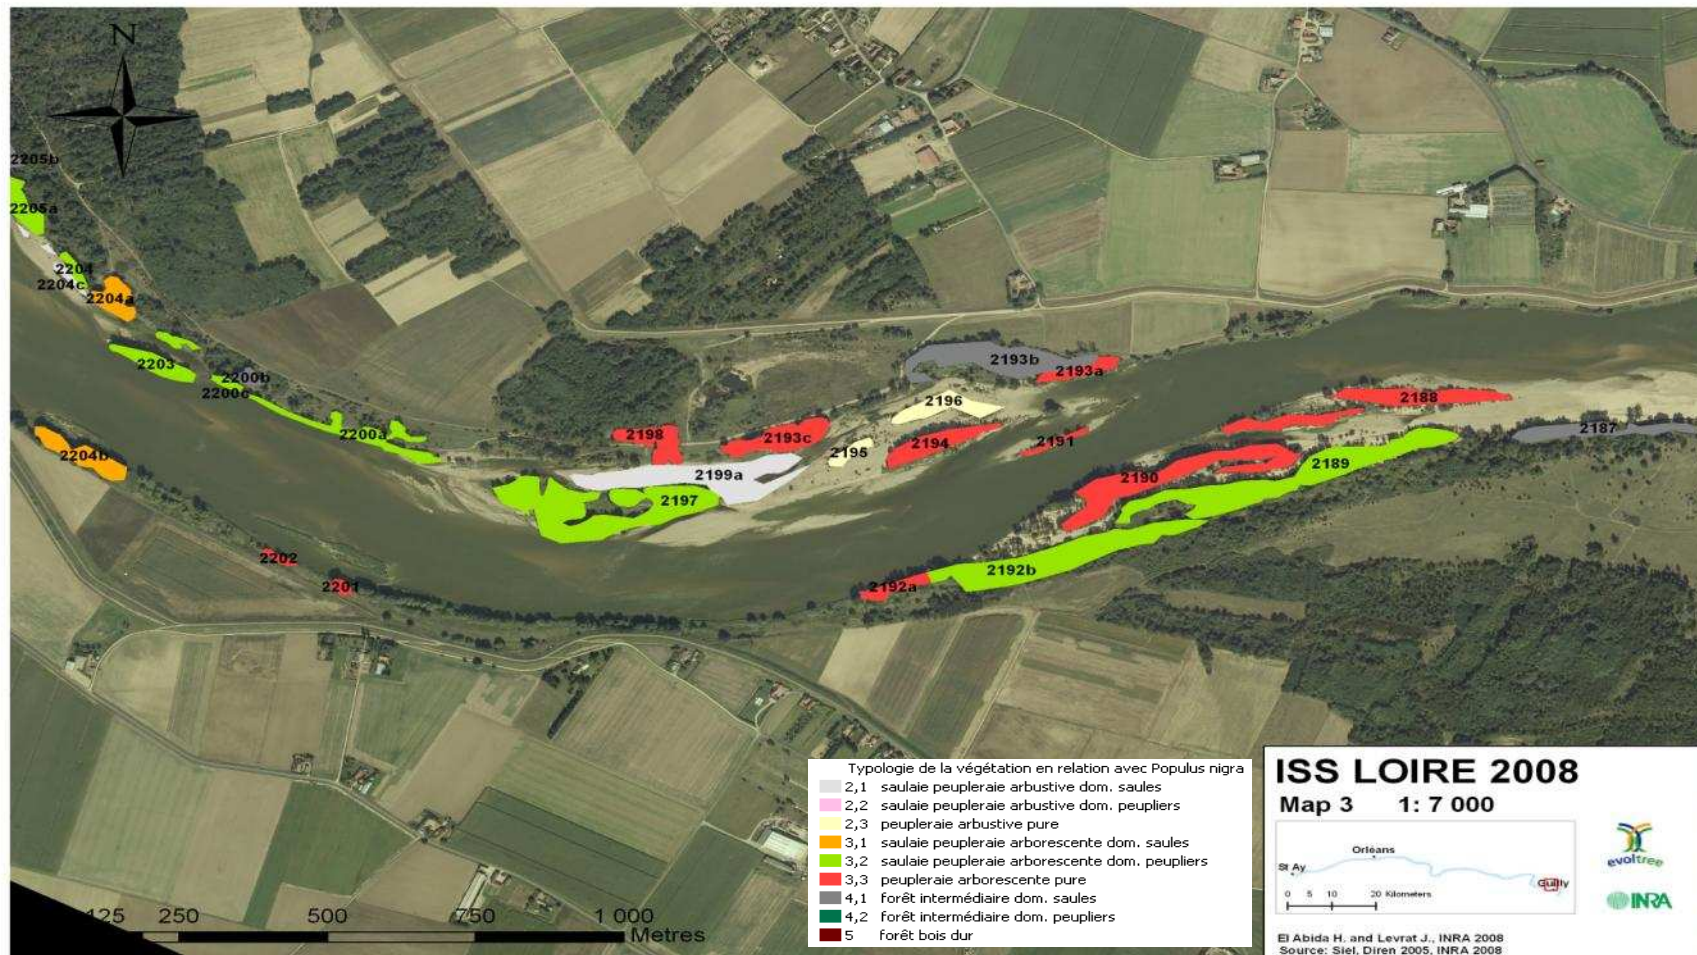 N
2205b
2205a
2204
2204c
2204a
2203
2200b
2200c
2200a
2204b
2202
2201
2198
2193c
2199a
2197
2195
2196
2194
2193b
2193a
2191
2188
2187
2189
2190
2192b
2192a
125 250 500 750 1 000
Metres
Typologie de la végétation en relation avec Populus nigra
2,1 saulaie peupleraie arbustive dom. saules
2,2 saulaie peupleraie arbustive dom. peupliers
2,3 peupleraie arbustive pure
3,1 saulaie peupleraie arborescente dom. saules
3,2 saulaie peupleraie arborescente dom. peupliers
3,3 peupleraie arborescente pure
4,1 forêt intermédiaire dom. saules
4,2 forêt intermédiaire dom. peupliers
5 forêt bois dur
ISS LOIRE 2008
Map 3 1: 7 000
Orléans
St Ay
Guilly
0 5 10 20 Kilometers
evoltree
INRA
El Abida H. and Levrat J., INRA 2008
Source: Siel, Diren 2005, INRA 2008